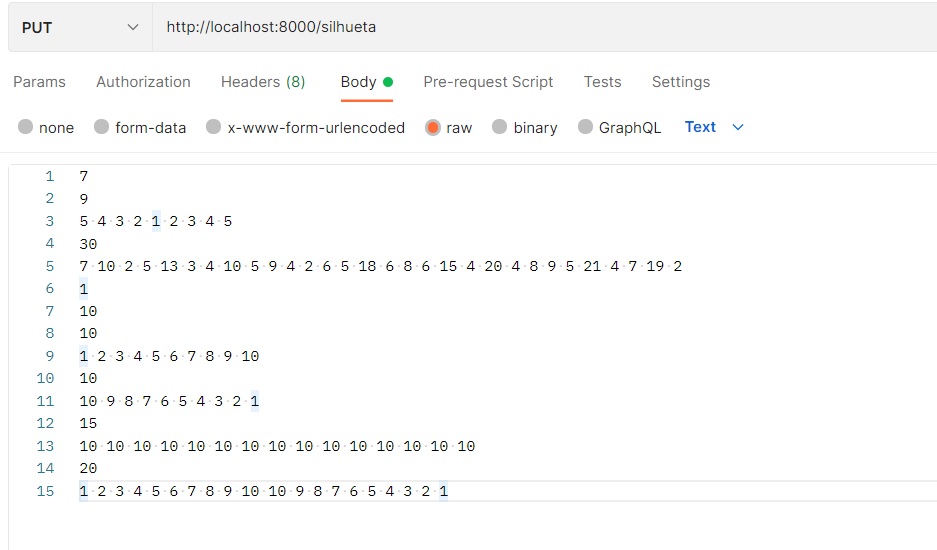 PUT http://localhost:8000/silhueta
Params Authorization Headers (8) Body Pre-request Script Tests Settings
none form-data x-www-form-urlencoded raw binary GraphQL Text
1 7
2 9
3 5 4 3 2 1 2 3 4 5
4 30
5 7 10 2 5 13 3 4 10 5 9 4 2 6 5 18 6 8 6 15 4 20 4 8 9 5 21 4 7 19 2
6 1
7 10
8 10
9 1 2 3 4 5 6 7 8 9 10
10 10
11 10 9 8 7 6 5 4 3 2 1
12 15
13 10 10 10 10 10 10 10 10 10 10 10 10 10 10 10
14 20
15 1 2 3 4 5 6 7 8 9 10 10 9 8 7 6 5 4 3 2 1